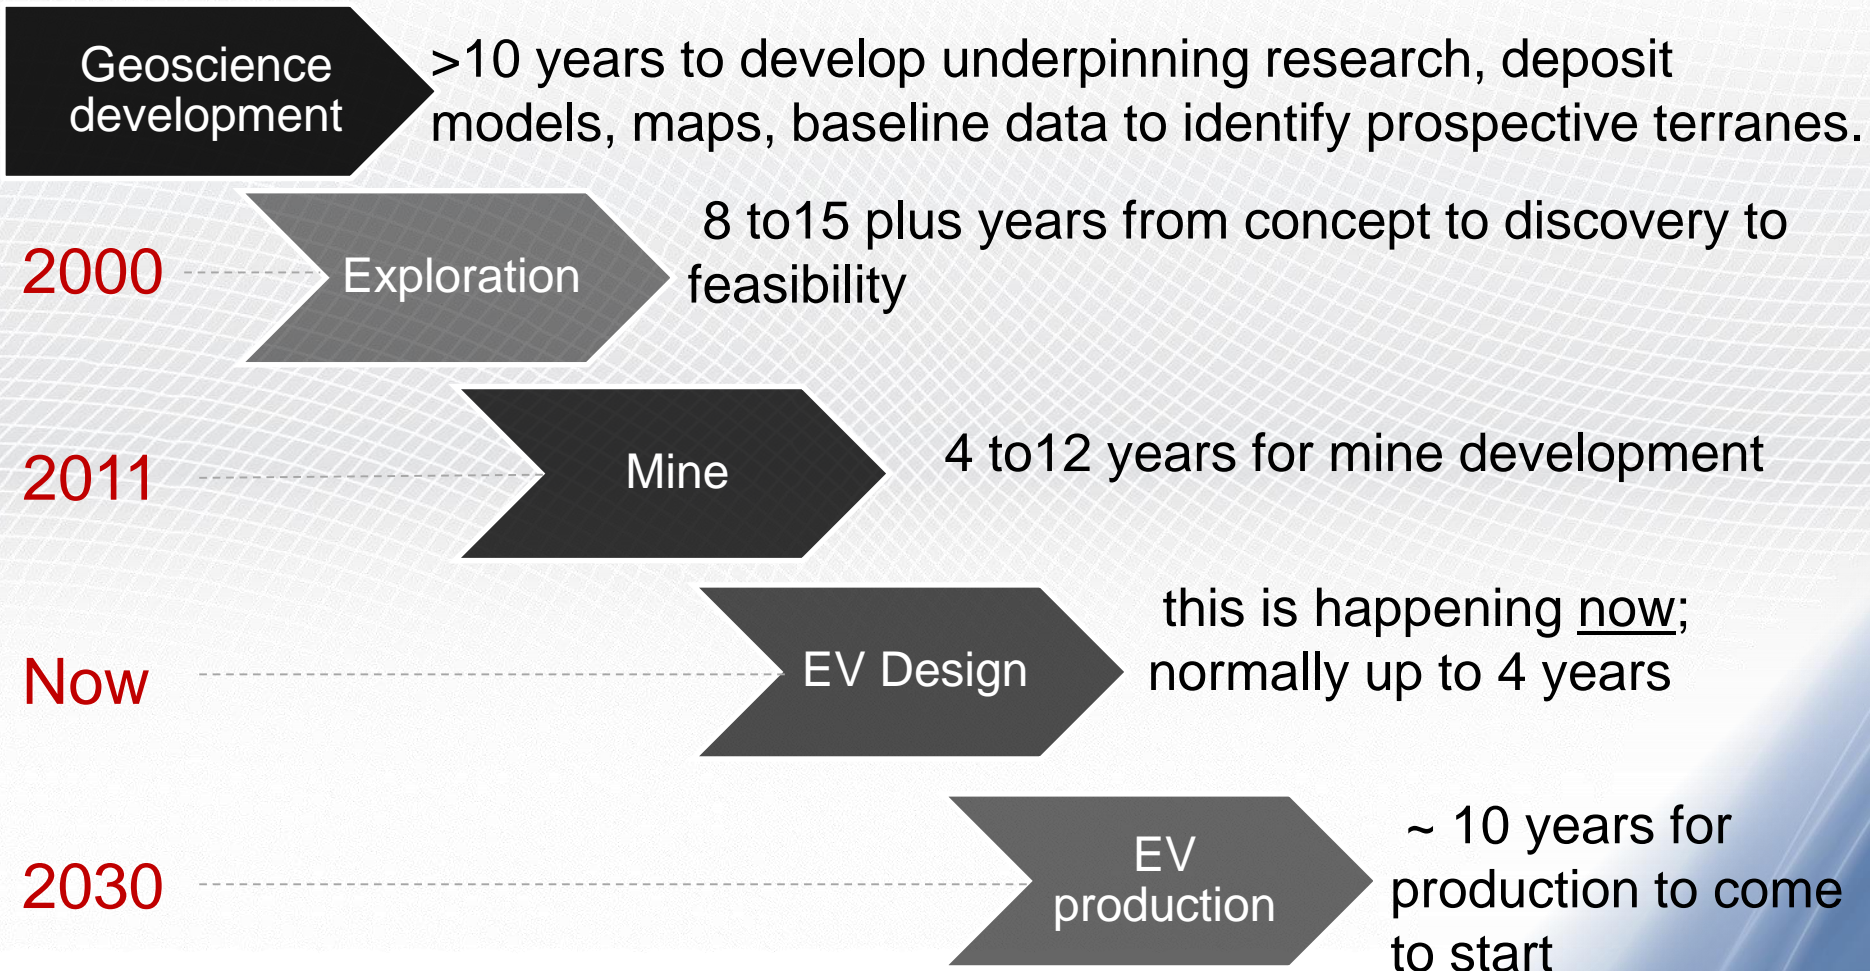 Geoscience
development
>10 years to develop underpinning research, deposit
models, maps, baseline data to identify prospective terranes.
2000
Exploration
8 to15 plus years from concept to discovery to
feasibility
2011
Mine
4 to12 years for mine development
Now
EV Design
this is happening now;
normally up to 4 years
2030
EV
production
~ 10 years for
production to come
to start